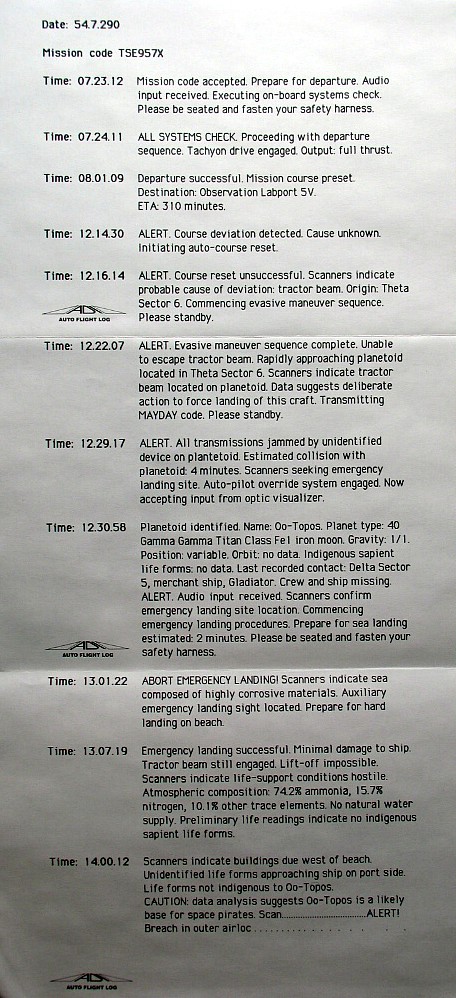 Date: 54.7.290
Mission code TSE957X
Time: 07.23.12 Mission code accepted. Prepare for departure. Audio
input received. Executing on-board systems check.
Please be seated and fasten your safety harness.
Time: 07.24.11 ALL SYSTEMS CHECK. Proceeding with departure
sequence. Tachyon drive engaged. Output: full thrust.
Time: 08.01.09 Departure successful. Mission course preset.
Destination: Observation Labport 5V.
ETA: 310 minutes.
Time: 12.14.30 ALERT. Course deviation detected. Cause unknown.
Initiating auto-course reset.
Time: 12.16.14 ALERT. Course reset unsuccessful. Scanners indicate
probable cause of deviation: tractor beam. Origin: Theta
Sector 6. Commencing evasive maneuver sequence.
Please standby.
AUTO FLIGHT LOG
Time: 12.22.07 ALERT. Evasive maneuver sequence complete. Unable
to escape tractor beam. Rapidly approaching planetoid
located in Theta Sector 6. Scanners indicate tractor
beam located on planetoid. Data suggests deliberate
action to force landing of this craft. Transmitting
MAYDAY code. Please standby.
Time: 12.29.17 ALERT. All transmissions jammed by unidentified
device on plantetoid. Estimated collision with
planetoid: 4 minutes. Scanners seeking emergency
landing site. Auto-pilot override system engaged. Now
accepting input from optic visualizer.
Time: 12.30.58 Planetoid identified. Name: Oo-Topos. Planet type: 40
Gamma Gamma Titan Class Fe1 iron moon. Gravity: 1/1.
Position: variable. Orbit: no data. Indigenous sapient
life forms: no data. Last recorded contact: Delta Sector
5, merchant ship, Gladiator. Crew and ship missing.
ALERT. Audio input received. Scanners confirm
emergency landing site location. Commencing
emergency landing procedures. Prepare for sea landing
estimated: 2 minutes. Please be seated and fasten your
safety harness.
AUTO FLIGHT LOG
Time: 13.01.22 ABORT EMERGENCY LANDING! Scanners indicate sea
composed of highly corrosive materials. Auxiliary
emergency landing sight located. Prepare for hard
landing on beach.
Time: 13.07.19 Emergency landing successful. Minimal damage to ship.
Tractor beam still engaged. Lift-off impossible.
Scanners indicate life-support conditions hostile.
Atmospheric composition: 74.2% ammonia, 15.7%
nitrogen, 10.1% other trace elements. No natural water
supply. Preliminary life readings indicate no indigenous
sapient life forms.
Time: 14.00.12 Scanners indicate buildings due west of beach.
Unidentified life forms approaching ship on port side.
Life forms not indigenous to Oo-Topos.
CAUTION: data analysis suggests Oo-Topos is a likely
base for space pirates. Scan....................................ALERT!
Breach in outer airloc . . . . . . . . . . . . . . .
AUTO FLIGHT LOG